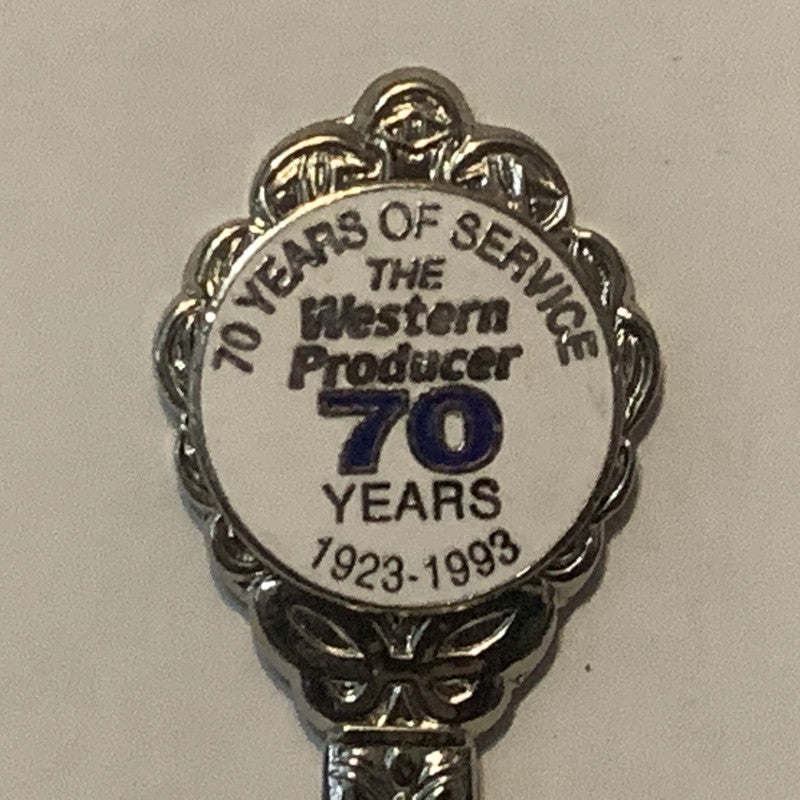 70 YEARS OF SERVICE
THE
Western
Producer
70
YEARS
1923-1993